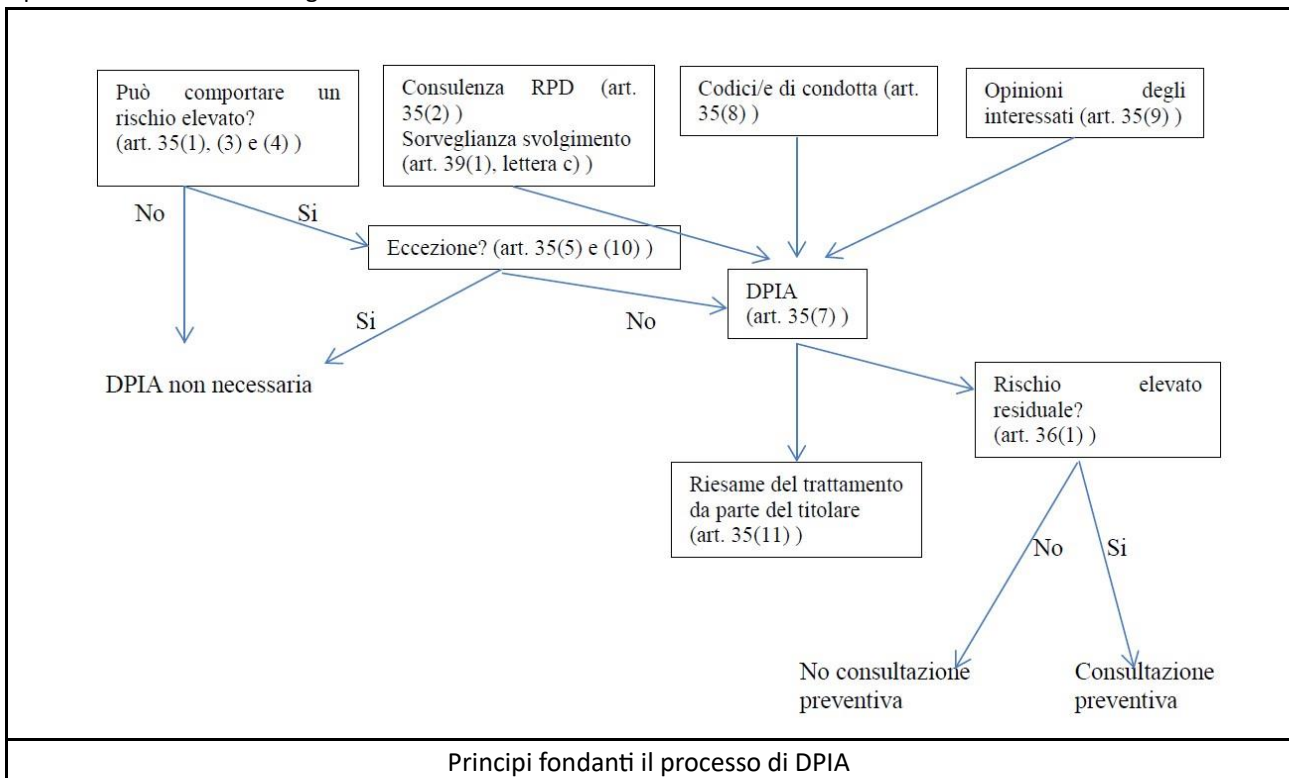 Può comportare un
rischio elevato?
(art. 35(1), (3) e (4) )
Consulenza RPD (art.
35(2) )
Sorveglianza svolgimento
(art. 39(1), lettera c) )
Codici/e di condotta (art.
35(8) )
Opinioni degli
interessati (art. 35(9) )
No
Si
Eccezione? (art. 35(5) e (10) )
DPIA
(art. 35(7) )
Si
No
DPIA non necessaria
Rischio elevato
residuale?
(art. 36(1) )
Riesame del trattamento
da parte del titolare
(art. 35(11) )
No
Si
No consultazione
preventiva
Consultazione
preventiva
Principi fondanti il processo di DPIA